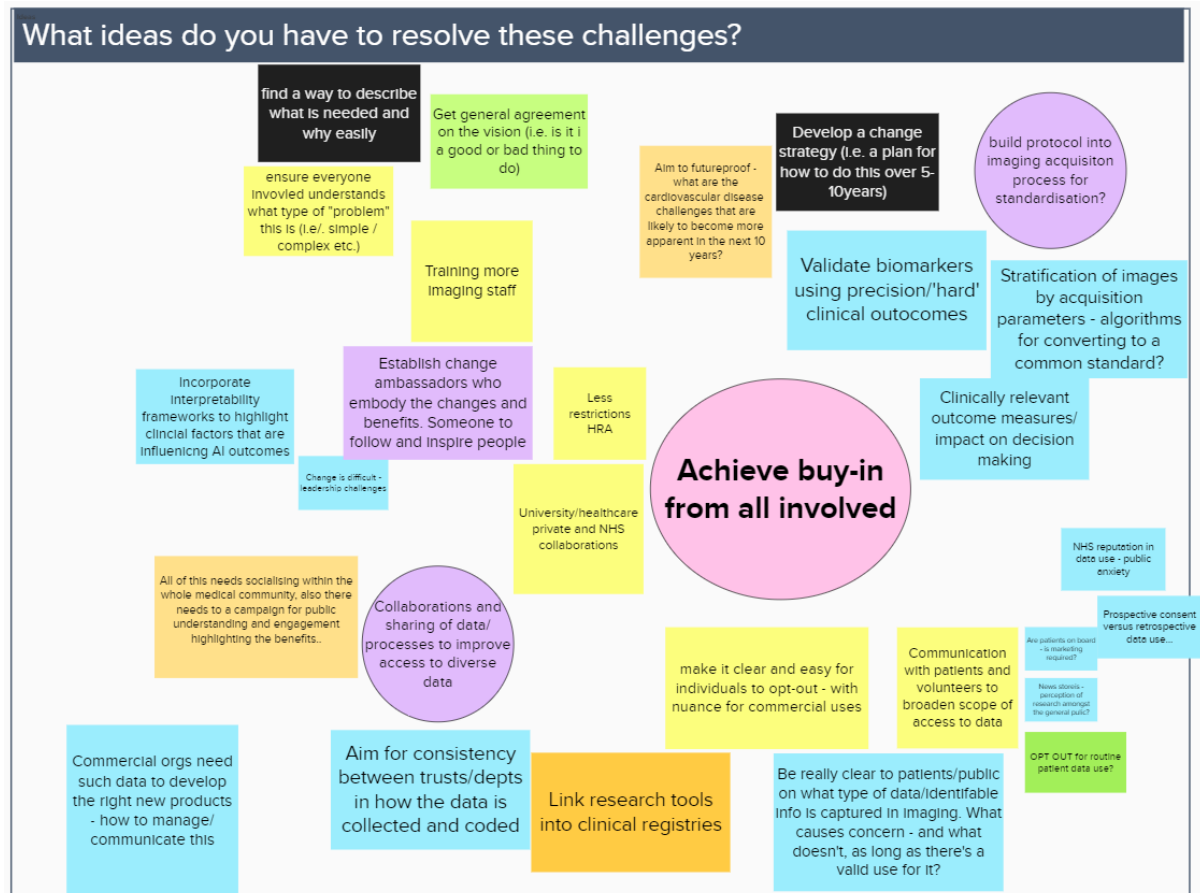 What ideas do you have to resolve these challenges?
find a way to describe
what is needed and
why easily
Get general agreement
on the vision (i.e. is it i
a good or bad thing to
do)
ensure everyone
invovled understands
what type of "problem"
this is (i.e/. simple /
complex etc.)
Training more
imaging staff
Aim to futureproof -
what are the
cardiovascular disease
challenges that are
likely to become more
apparent in the next 10
years?
Develop a change
strategy (i.e. a plan for
how to do this over 5-
10years)
build protocol into
imaging acquisiton
process for
standardisation?
Validate biomarkers
using precision/'hard'
clinical outocomes
Stratification of images
by acquisition
parameters - algorithms
for converting to a
common standard?
Clinically relevant
outcome measures/
impact on decision
making
Incorporate
interpretability
frameworks to highlight
clincial factors that are
influenicng AI outcomes
Establish change
ambassadors who
embody the changes and
benefits. Someone to
follow and inspire people
Change is difficult -
leadership challenges
Less
restrictions
HRA
University/healthcare
private and NHS
collaborations
Achieve buy-in
from all involved
All of this needs socialising within the
whole medical community, also there
needs to a campaign for public
understanding and engagement
highlighting the benefits..
Collaborations and
sharing of data/
processes to improve
access to diverse
data
NHS reputation in
data use - public
anxiety
Prospective consent
versus retrospective
data use...
Are patients on board
- is marketing
required?
News storeis -
perception of
research amongst
the general pulic?
OPT OUT for routine
patient data use?
make it clear and easy for
individuals to opt-out - with
nuance for commercial uses
Communication
with patients and
volunteers to
broaden scope of
access to data
Commercial orgs need
such data to develop
the right new products
- how to manage/
communicate this
Aim for consistency
between trusts/depts
in how the data is
collected and coded
Link research tools
into clinical registries
Be really clear to patients/public
on what type of data/identifable
info is captured in imaging. What
causes concern - and what
doesn't, as long as there's a
valid use for it?